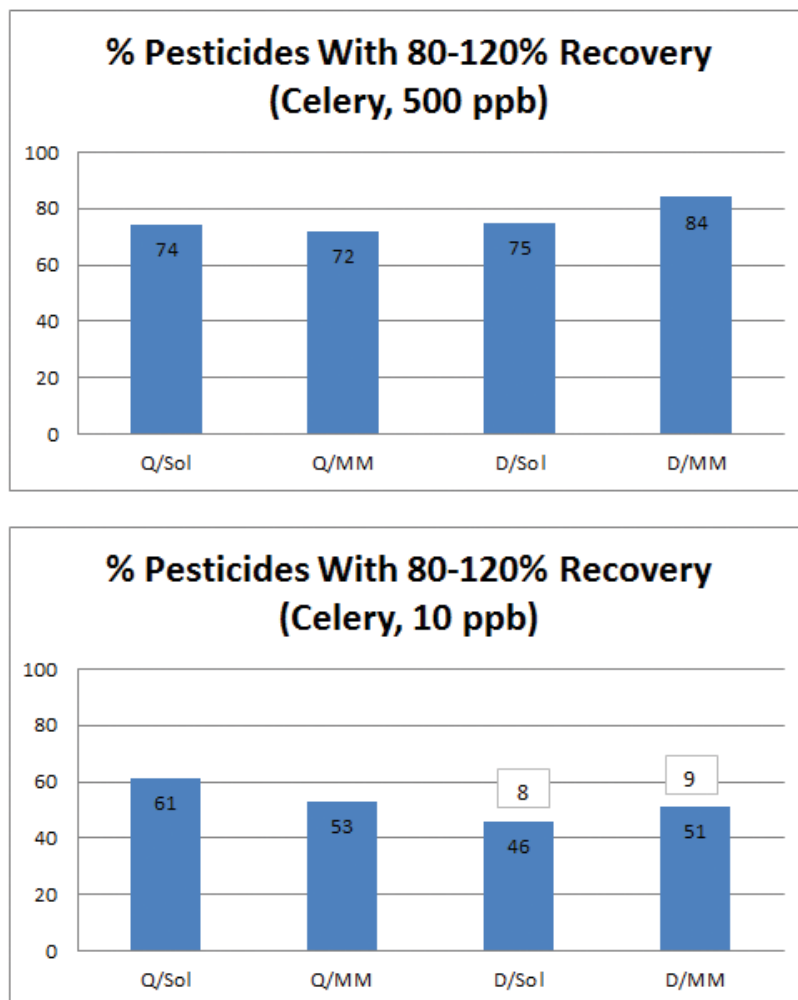 % Pesticides With 80-120% Recovery
(Celery, 500 ppb)
100
80
60
40
20
0
74
72
75
84
Q/Sol
Q/MM
D/Sol
D/MM
% Pesticides With 80-120% Recovery
(Celery, 10 ppb)
100
80
60
40
20
0
61
53
8
46
9
51
Q/Sol
Q/MM
D/Sol
D/MM